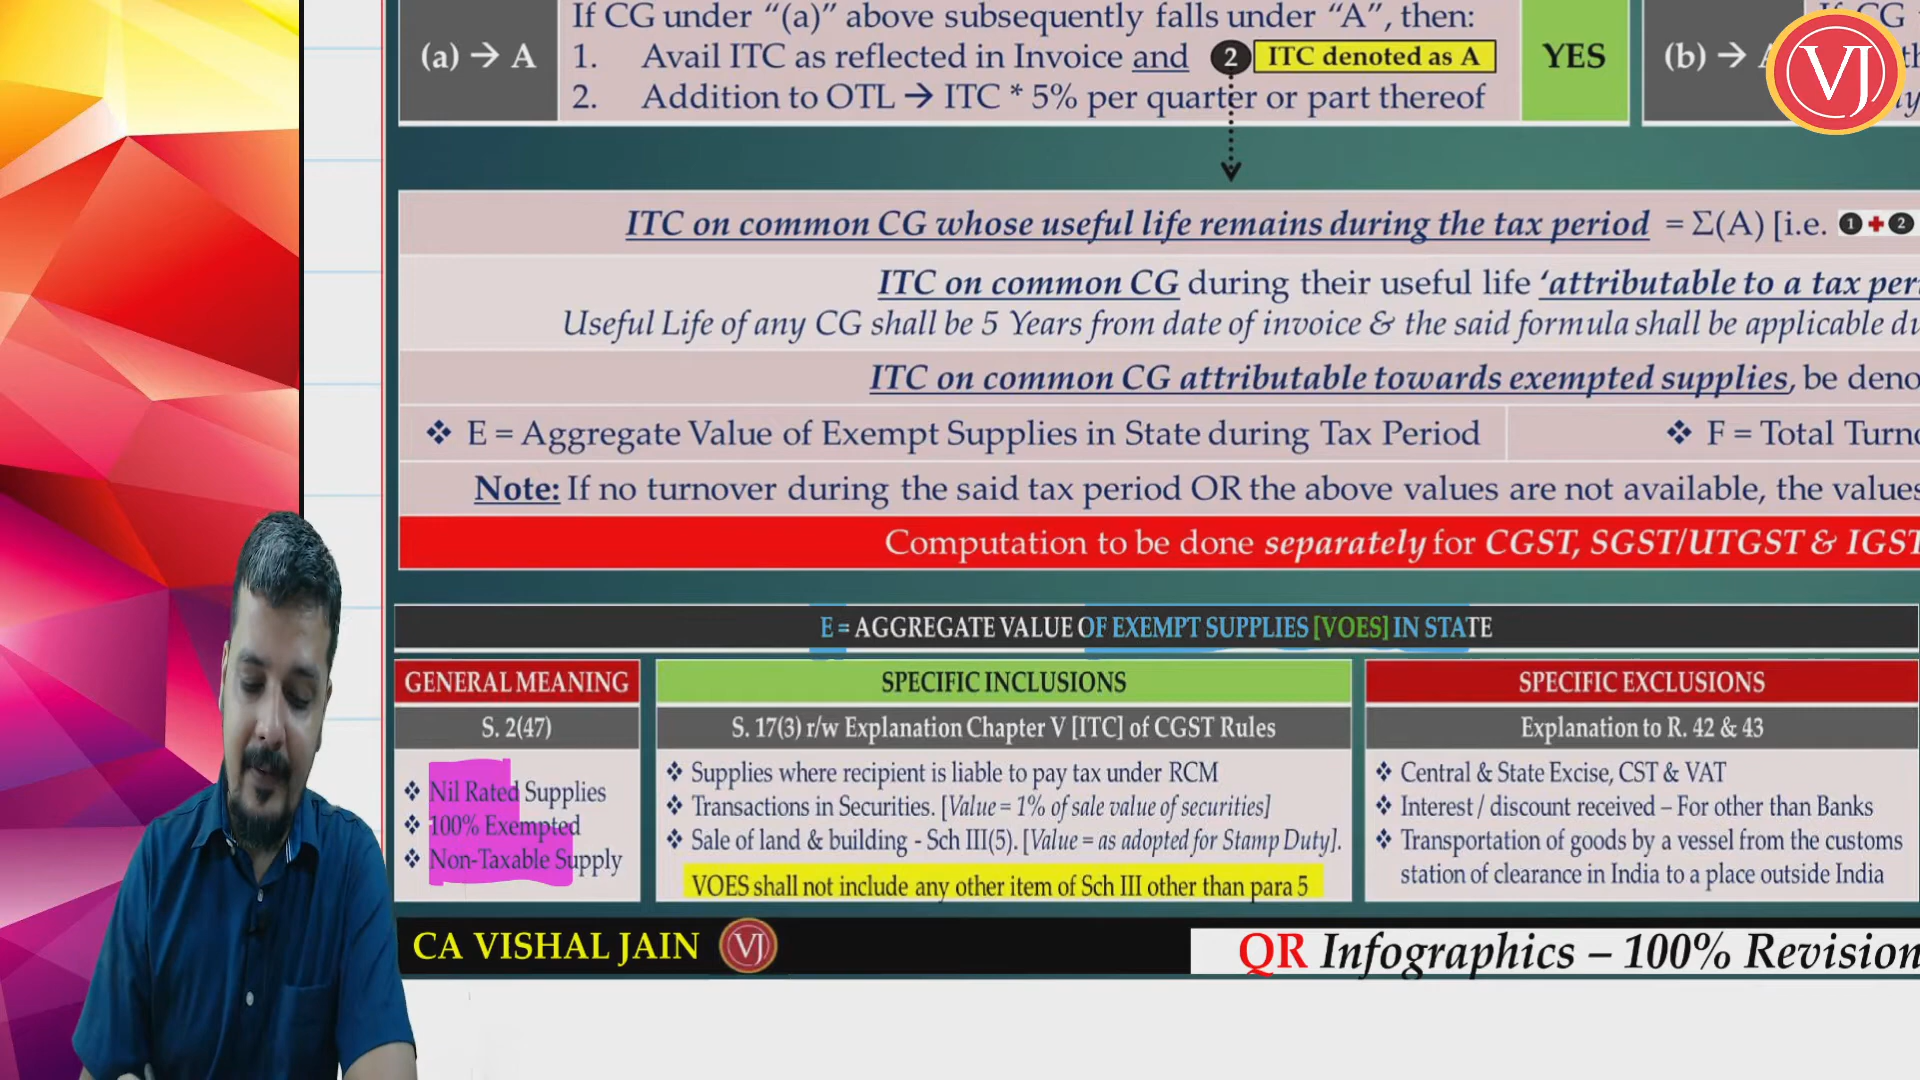 If CG under “(a)” above subsequently falls under “A”, then:
(a) → A
1. Avail ITC as reflected in Invoice and 2 ITC denoted as A
2. Addition to OTL → ITC * 5% per quarter or part thereof
YES
(b) →
VJ
ITC on common CG whose useful life remains during the tax period = Σ(A) [i.e. 1 + 2
ITC on common CG during their useful life ‘attributable to a tax
Useful Life of any CG shall be 5 Years from date of invoice & the said formula shall be applicable
ITC on common CG attributable towards exempted supplies, be
❖ E = Aggregate Value of Exempt Supplies in State during Tax Period
❖ F = Total
Note: If no turnover during the said tax period OR the above values are not available, the values
Computation to be done separately for CGST, SGST/UTGST & IGST
E = AGGREGATE VALUE OF EXEMPT SUPPLIES [VOES] IN STATE
GENERAL MEANING
S. 2(47)
❖ Nil Rated Supplies
❖ 100% Exempted
❖ Non-Taxable Supply
SPECIFIC INCLUSIONS
S. 17(3) r/w Explanation Chapter V [ITC] of CGST Rules
❖ Supplies where recipient is liable to pay tax under RCM
❖ Transactions in Securities. [Value = 1% of sale value of securities]
❖ Sale of land & building - Sch III(5). [Value = as adopted for Stamp Duty].
VOES shall not include any other item of Sch III other than para 5
SPECIFIC EXCLUSIONS
Explanation to R. 42 & 43
❖ Central & State Excise, CST & VAT
❖ Interest / discount received – For other than Banks
❖ Transportation of goods by a vessel from the customs
station of clearance in India to a place outside India
CA VISHAL JAIN VJ
QR Infographics – 100% Revision